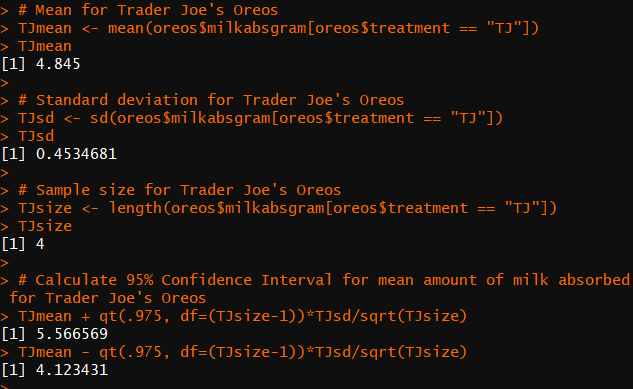 > # Mean for Trader Joe's Oreos
> TJmean <- mean(oreos$milkabsgram[oreos$treatment == "TJ"])
> TJmean
[1] 4.845
>
> # Standard deviation for Trader Joe's Oreos
> TJsd <- sd(oreos$milkabsgram[oreos$treatment == "TJ"])
> TJsd
[1] 0.4534681
>
> # Sample size for Trader Joe's Oreos
> TJsize <- length(oreos$milkabsgram[oreos$treatment == "TJ"])
> TJsize
[1] 4
>
> # Calculate 95% Confidence Interval for mean amount of milk absorbed
for Trader Joe's Oreos
> TJmean + qt(.975, df=(TJsize-1))*TJsd/sqrt(TJsize)
[1] 5.566569
> TJmean - qt(.975, df=(TJsize-1))*TJsd/sqrt(TJsize)
[1] 4.123431
>